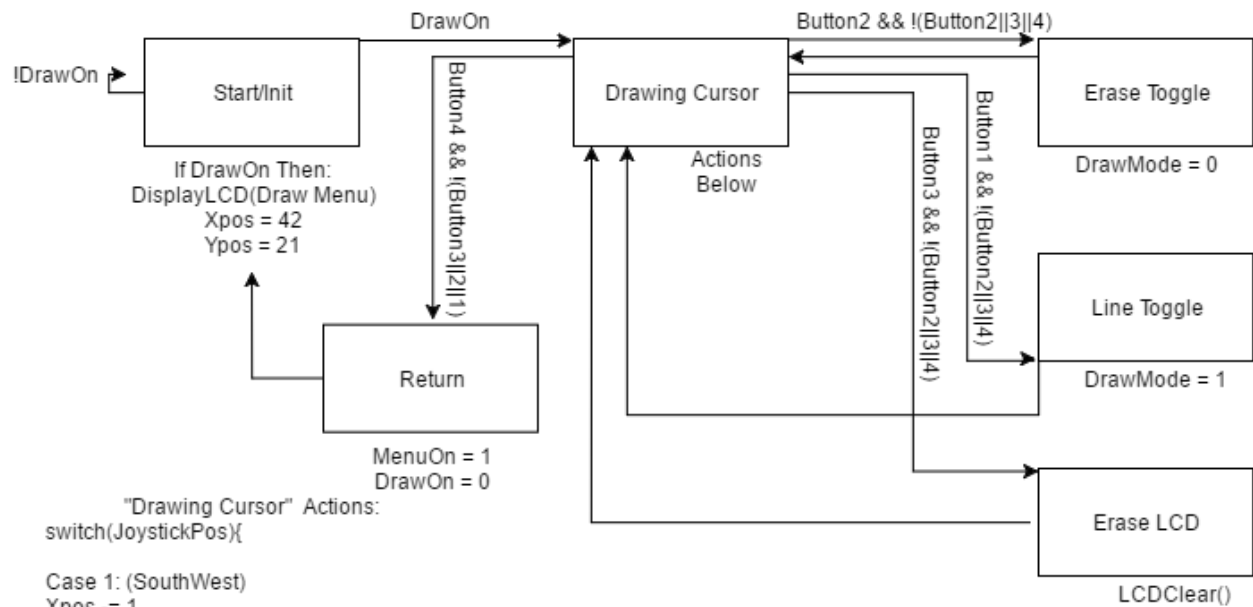 DrawOn
Button2 && !(Button2||3||4)
!DrawOn
Start/Init
Drawing Cursor
Erase Toggle
If DrawOn Then:
DisplayLCD(Draw Menu)
Xpos = 42
Ypos = 21
Button4 && !(Button3||2||1)
Actions
Below
Button3 && !(Button2||3||4)
Button1 && !(Button2||3||4)
DrawMode = 0
Line Toggle
DrawMode = 1
Return
MenuOn = 1
DrawOn = 0
Erase LCD
LCDClear()
"Drawing Cursor" Actions:
switch(JoystickPos){
Case 1: (SouthWest)
Xpos = 1